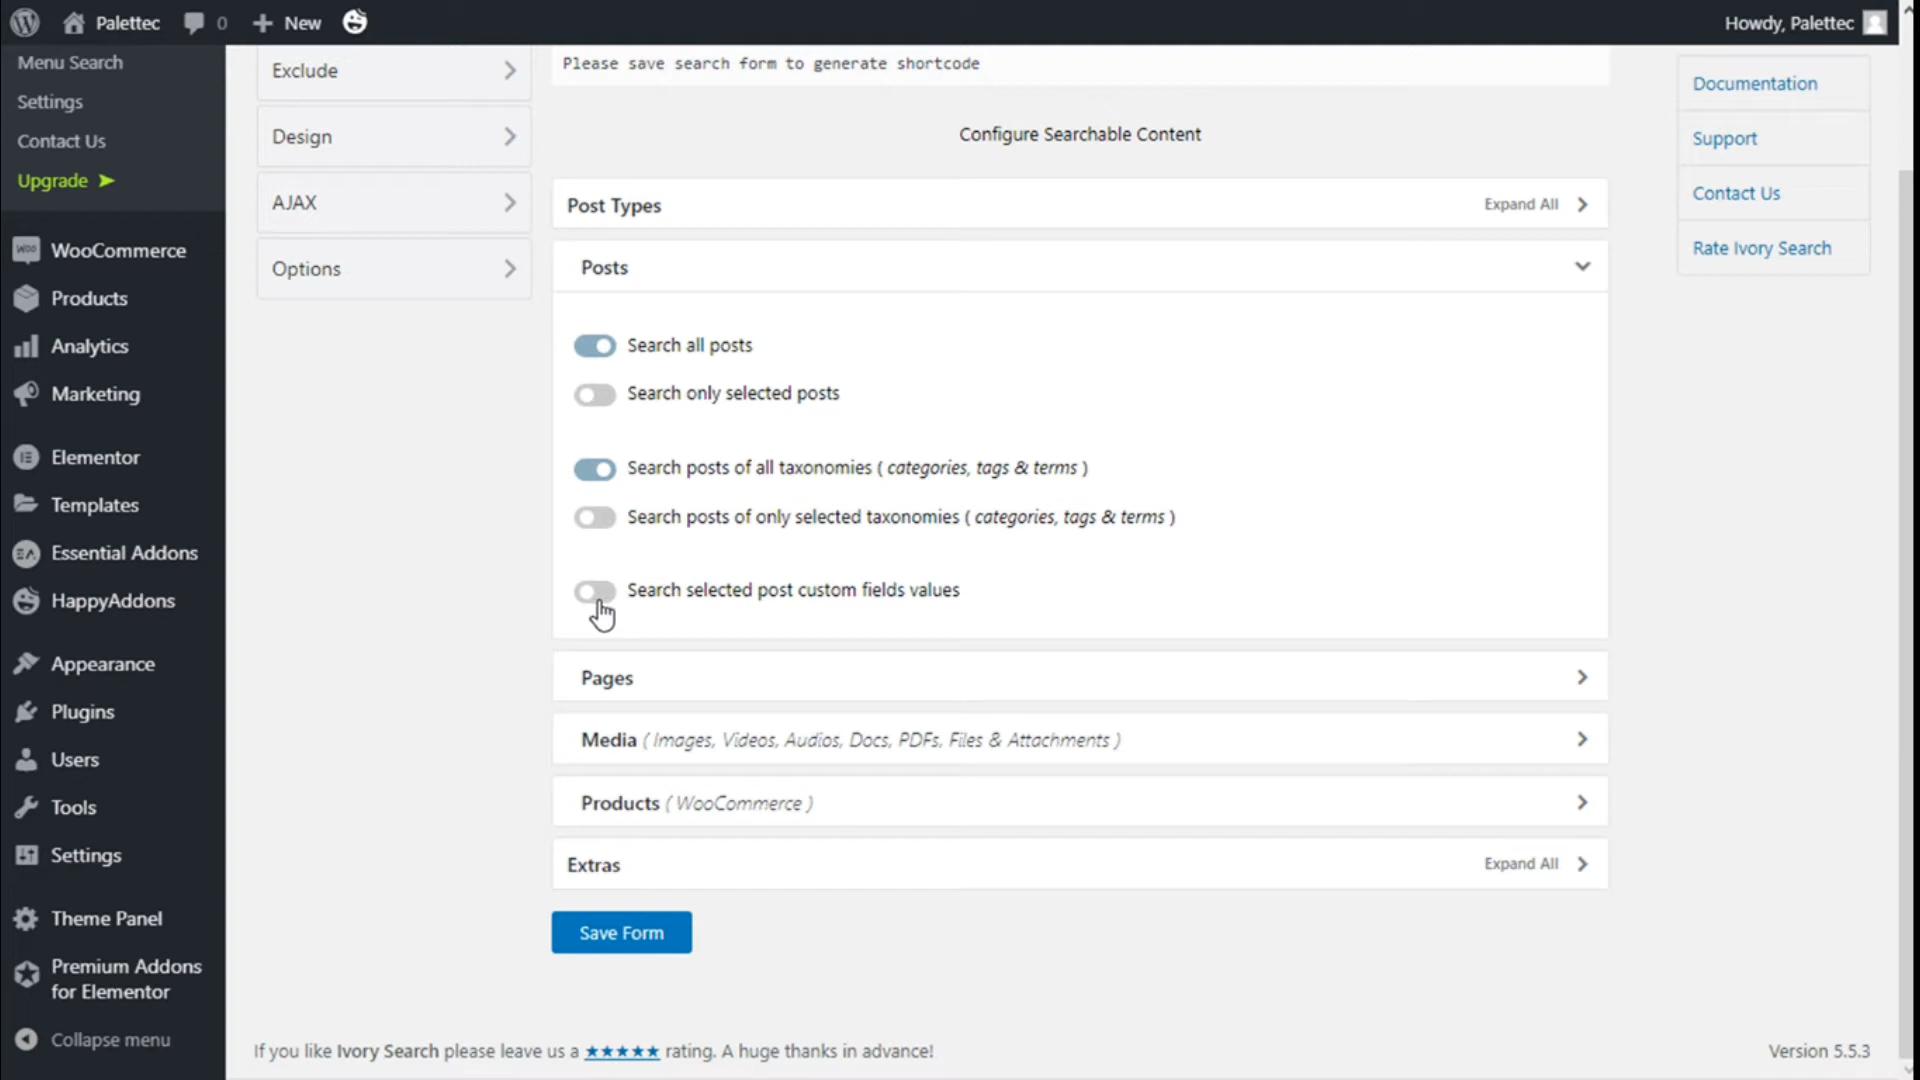 Palettec 0 New Howdy, Palettec
Menu Search
Settings
Contact Us
Upgrade ➤
WooCommerce
Products
Analytics
Marketing
Elementor
Templates
Essential Addons
HappyAddons
Appearance
Plugins
Users
Tools
Settings
Theme Panel
Premium Addons
for Elementor
Collapse menu
Exclude
Design
AJAX
Options
Please save search form to generate shortcode
Configure Searchable Content
Post Types Expand All
Posts
Search all posts
Search only selected posts
Search posts of all taxonomies ( categories, tags & terms )
Search posts of only selected taxonomies ( categories, tags & terms )
Search selected post custom fields values
Pages
Media ( Images, Videos, Audios, Docs, PDFs, Files & Attachments )
Products ( WooCommerce )
Extras Expand All
Save Form
Documentation
Support
Contact Us
Rate Ivory Search
If you like Ivory Search please leave us a ★★★★★ rating. A huge thanks in advance!
Version 5.5.3